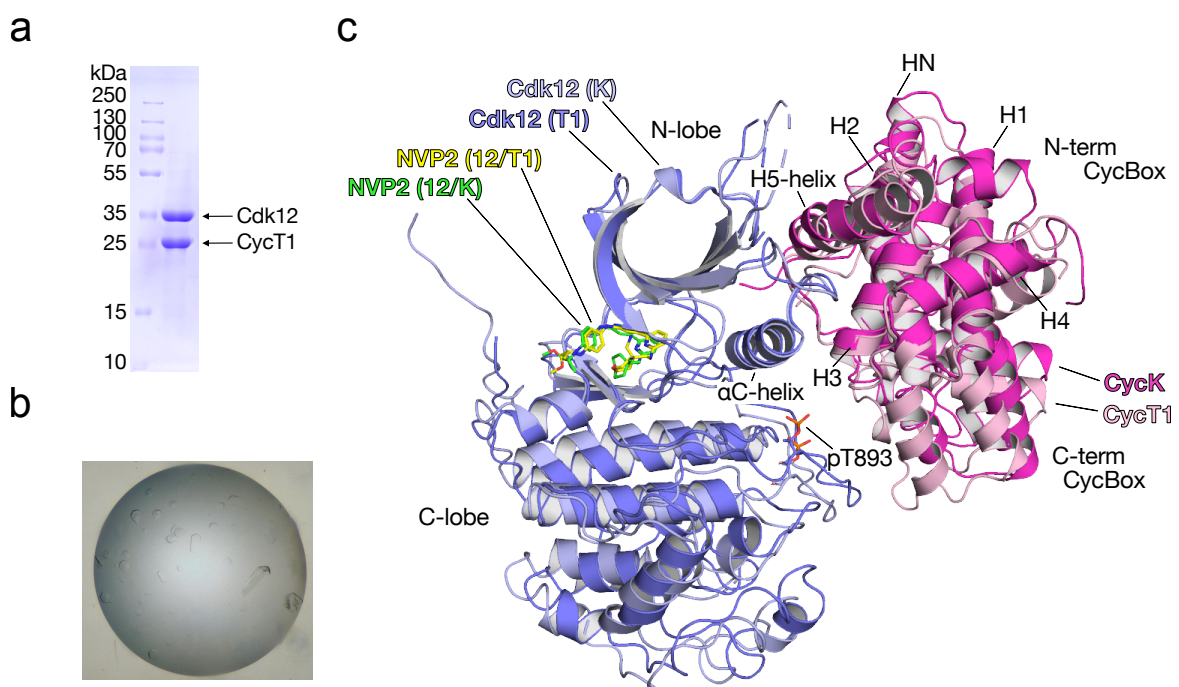 a
kDa
250
130
100
70
55
35
25
15
10
Cdk12
CycT1
b
c
Cdk12 (K)
Cdk12 (T1)
NVP2 (12/T1)
NVP2 (12/K)
N-lobe
C-lobe
HN
H2
H1
H5-helix
N-term
CycBox
H4
H3
αC-helix
pT893
CycK
CycT1
C-term
CycBox